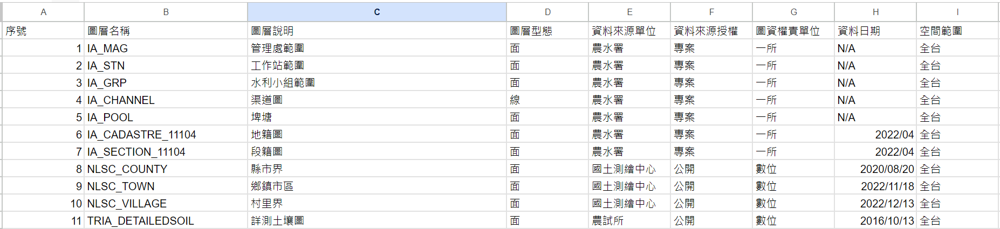 A B C D E F G H I
序號 圖層名稱 圖層說明 圖層型態 資料來源單位 資料來源授權 圖資權責單位 資料日期 空間範圍
1 IA_MAG 管理處範圍 面 農水署 專案 一所 N/A 全台
2 IA_STN 工作站範圍 面 農水署 專案 一所 N/A 全台
3 IA_GRP 水利小組範圍 面 農水署 專案 一所 N/A 全台
4 IA_CHANNEL 渠道圖 線 農水署 專案 一所 N/A 全台
5 IA_POOL 埤塘 面 農水署 專案 一所 N/A 全台
6 IA_CADASTRE_11104 地籍圖 面 農水署 專案 一所 2022/04 全台
7 IA_SECTION_11104 段籍圖 面 農水署 專案 一所 2022/04 全台
8 NLSC_COUNTY 縣市界 面 國土測繪中心 公開 數位 2020/08/20 全台
9 NLSC_TOWN 鄉鎮市區 面 國土測繪中心 公開 數位 2022/11/18 全台
10 NLSC_VILLAGE 村里界 面 國土測繪中心 公開 數位 2022/12/13 全台
11 TRIA_DETAILEDSOIL 詳測土壤圖 面 農試所 公開 數位 2016/10/13 全台